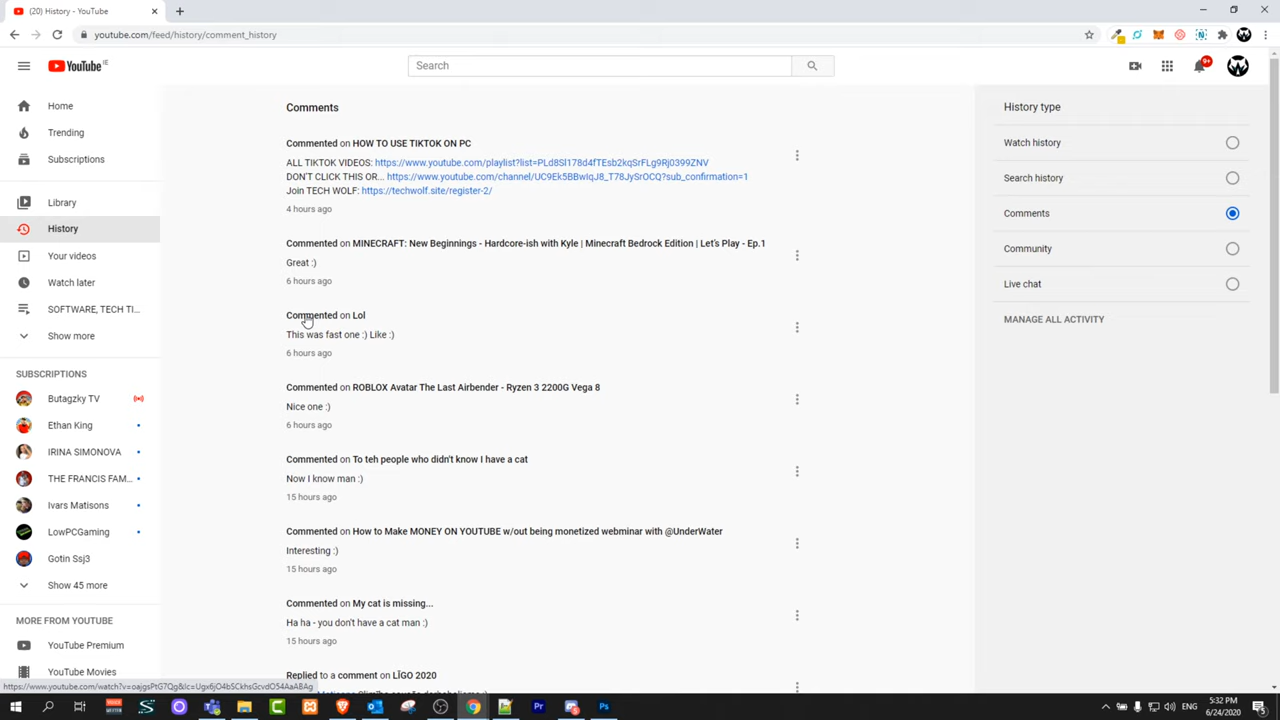 (20) History - YouTube
youtube.com/feed/history/comment_history
YouTube IE
Search
9+
Home
Trending
Subscriptions
Library
History
Your videos
Watch later
SOFTWARE, TECH TI...
Show more
SUBSCRIPTIONS
Butagzky TV
Ethan King
IRINA SIMONOVA
THE FRANCIS FAM...
Ivars Matisons
LowPCGaming
Gotin Ssj3
Show 45 more
MORE FROM YOUTUBE
YouTube Premium
YouTube Movies
Comments
Commented on HOW TO USE TIKTOK ON PC
ALL TIKTOK VIDEOS: https://www.youtube.com/playlist?list=PLd8Sl178d4fTEsb2kqSrFLg9Rj0399ZNV
DON'T CLICK THIS OR... https://www.youtube.com/channel/UC9Ek5BBwIqJ8_T78JySrOCQ?sub_confirmation=1
Join TECH WOLF: https://techwolf.site/register-2/
4 hours ago
Commented on MINECRAFT: New Beginnings - Hardcore-ish with Kyle | Minecraft Bedrock Edition | Let's Play - Ep.1
Great :)
6 hours ago
Commented on Lol
This was fast one :) Like :)
6 hours ago
Commented on ROBLOX Avatar The Last Airbender - Ryzen 3 2200G Vega 8
Nice one :)
6 hours ago
Commented on To teh people who didn't know I have a cat
Now I know man :)
15 hours ago
Commented on How to Make MONEY ON YOUTUBE w/out being monetized webminar with @UnderWater
Interesting :)
15 hours ago
Commented on My cat is missing...
Ha ha - you don't have a cat man :)
15 hours ago
Replied to a comment on LĪGO 2020
History type
Watch history
Search history
Comments
Community
Live chat
MANAGE ALL ACTIVITY
https://www.youtube.com/watch?v=oajgsPtG7Qg&lc=Ugx6jO4bSCkhsGcvdO54AaABAg
5:32 PM
6/24/2020